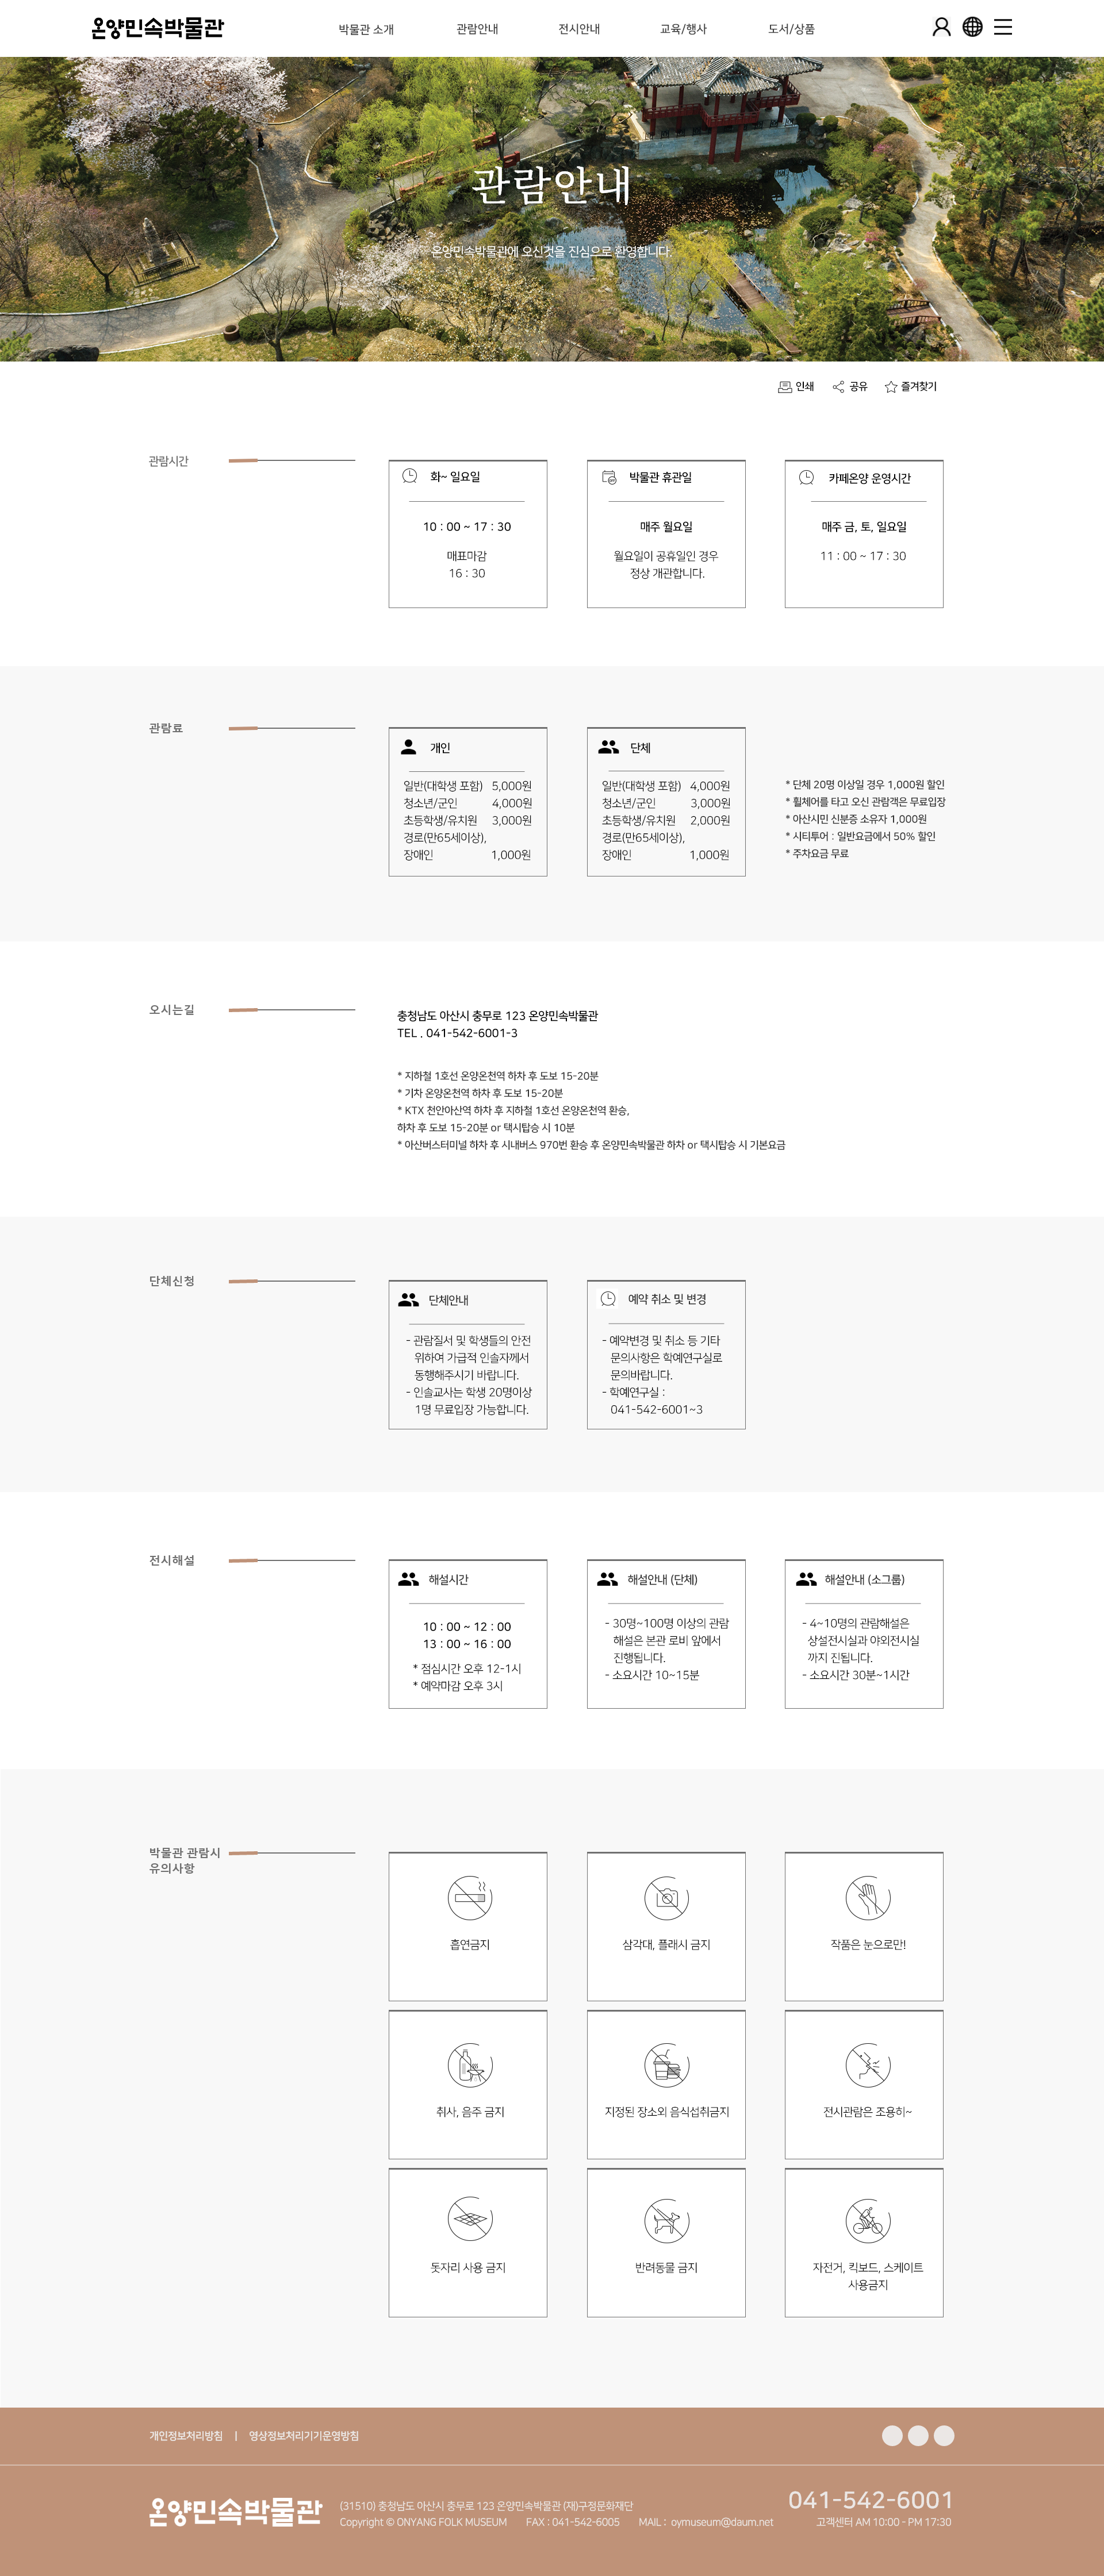 온양민속박물관
박물관 소개
관람안내
전시안내
교육/행사
도서/상품
관람안내
온양민속박물관에 오신것을 진심으로 환영합니다.
인쇄
공유
즐겨찾기
관람시간
화~ 일요일
10 : 00 ~ 17 : 30
매표마감
16 : 30
박물관 휴관일
매주 월요일
월요일이 공휴일인 경우
정상 개관합니다.
카페온양 운영시간
매주 금, 토, 일요일
11 : 00 ~ 17 : 30
관람료
개인
일반(대학생 포함) 5,000원
청소년/군인 4,000원
초등학생/유치원 3,000원
경로(만65세이상),
장애인 1,000원
단체
일반(대학생 포함) 4,000원
청소년/군인 3,000원
초등학생/유치원 2,000원
경로(만65세이상),
장애인 1,000원
* 단체 20명 이상일 경우 1,000원 할인
* 휠체어를 타고 오신 관람객은 무료입장
* 아산시민 신분증 소유자 1,000원
* 시티투어 : 일반요금에서 50% 할인
* 주차요금 무료
오시는길
충청남도 아산시 충무로 123 온양민속박물관
TEL . 041-542-6001-3
* 지하철 1호선 온양온천역 하차 후 도보 15-20분
* 기차 온양온천역 하차 후 도보 15-20분
* KTX 천안아산역 하차 후 지하철 1호선 온양온천역 환승,
하차 후 도보 15-20분 or 택시탑승 시 10분
* 아산버스터미널 하차 후 시내버스 970번 환승 후 온양민속박물관 하차 or 택시탑승 시 기본요금
단체신청
단체안내
- 관람질서 및 학생들의 안전
위하여 가급적 인솔자께서
동행해주시기 바랍니다.
- 인솔교사는 학생 20명이상
1명 무료입장 가능합니다.
예약 취소 및 변경
- 예약변경 및 취소 등 기타
문의사항은 학예연구실로
문의바랍니다.
- 학예연구실 :
041-542-6001~3
전시해설
해설시간
10 : 00 ~ 12 : 00
13 : 00 ~ 16 : 00
* 점심시간 오후 12-1시
* 예약마감 오후 3시
해설안내 (단체)
- 30명~100명 이상의 관람
해설은 본관 로비 앞에서
진행됩니다.
- 소요시간 10~15분
해설안내 (소그룹)
- 4~10명의 관람해설은
상설전시실과 야외전시실
까지 진됩니다.
- 소요시간 30분~1시간
박물관 관람시
유의사항
흡연금지
삼각대, 플래시 금지
작품은 눈으로만!
취사, 음주 금지
지정된 장소외 음식섭취금지
전시관람은 조용히~
돗자리 사용 금지
반려동물 금지
자전거, 킥보드, 스케이트
사용금지
개인정보처리방침 | 영상정보처리기기운영방침
온양민속박물관
(31510) 충청남도 아산시 충무로 123 온양민속박물관 (재)구정문화재단
Copyright © ONYANG FOLK MUSEUM FAX : 041-542-6005 MAIL : oymuseum@daum.net
041-542-6001
고객센터 AM 10:00 - PM 17:30